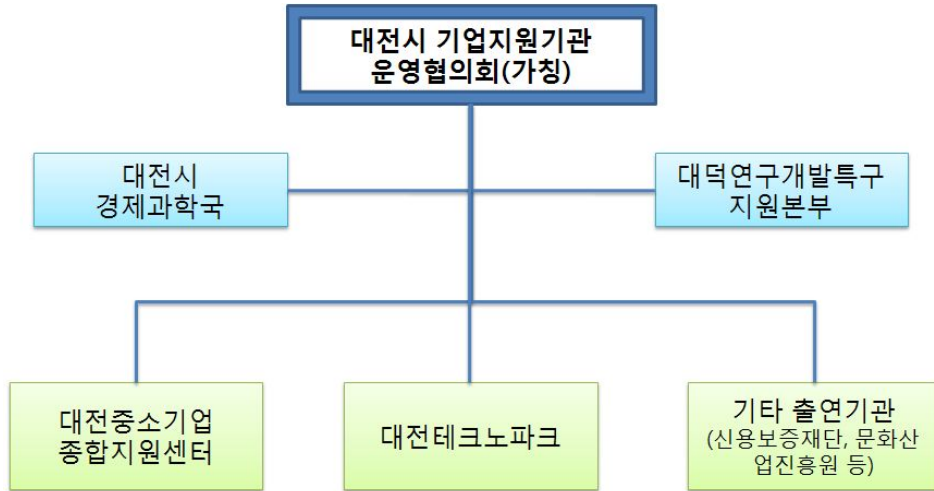 대전시 기업지원기관
운영협의회(가칭)
대전시
경제과학국
대덕연구개발특구
지원본부
대전중소기업
종합지원센터
대전테크노파크
기타 출연기관
(신용보증재단, 문화산
업진흥원 등)